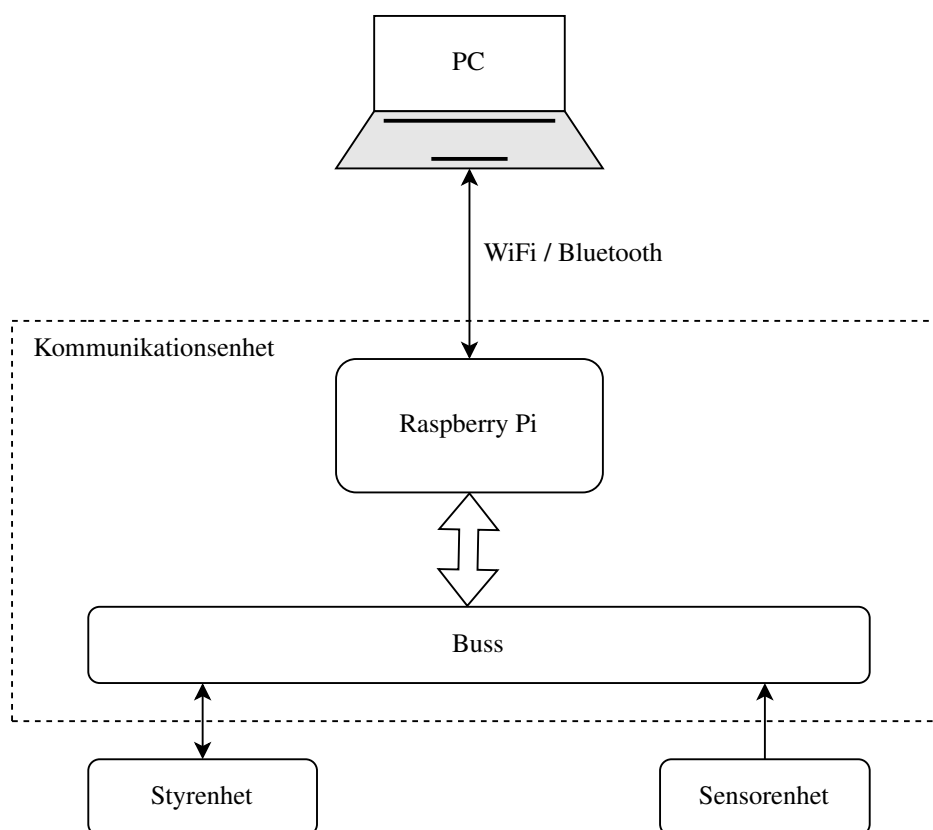 PC
WiFi / Bluetooth
Kommunikationsenhet
Raspberry Pi
Buss
Styrenhet
Sensorenhet